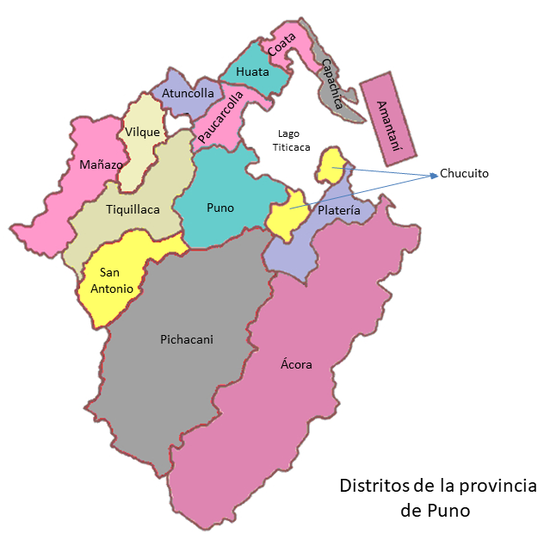 Coata
Huata
Capachica
Atuncolla
Paucarcolla
Amantaní
Vilque
Lago
Titicaca
Mañazo
Chucuito
Tiquillaca
Puno
Platería
San
Antonio
Pichacani
Ácora
Distritos de la provincia
de Puno